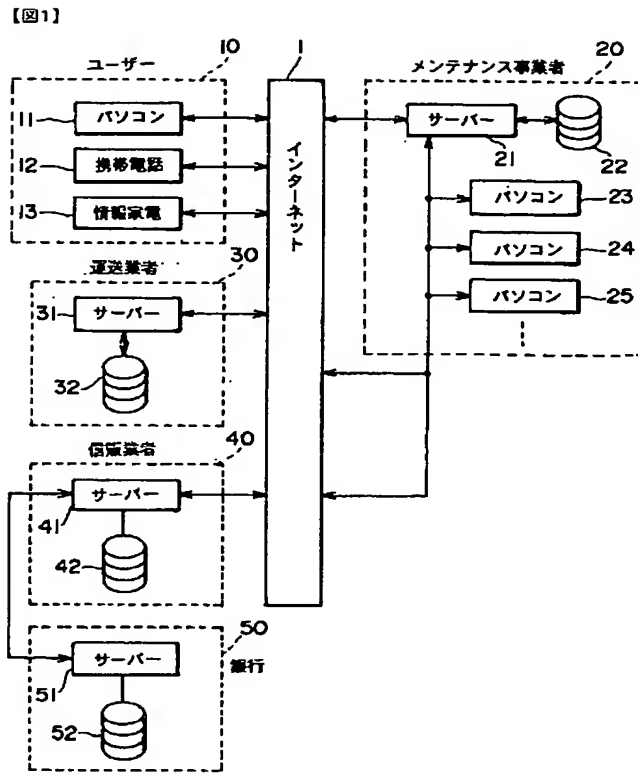 【図1】
ユーザー
10
11
パソコン
12
携帯電話
13
情報家電
1
インターネット
メンテナンス事業者
20
サーバー
21
22
パソコン
23
パソコン
24
パソコン
25
運送業者
30
31
サーバー
32
信販業者
40
サーバー
41
42
50
サーバー
銀行
51
52